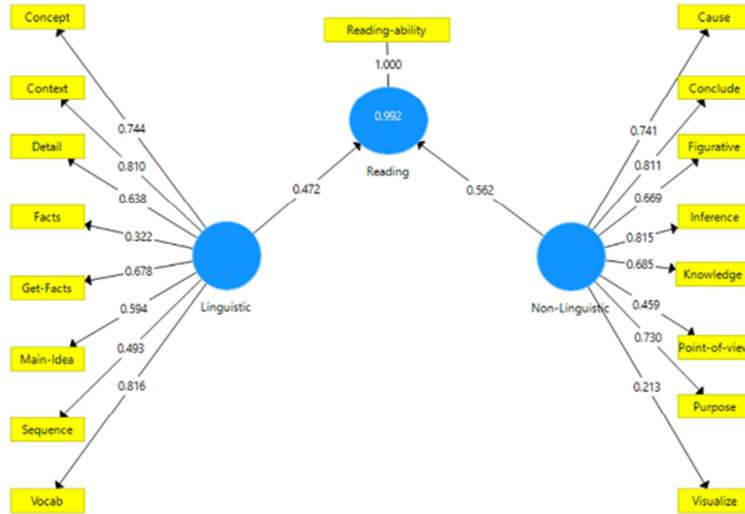 Concept
Reading-ability
Cause
1.000
Context
0.992
Conclude
0.744
0.741
Detail
Reading
Figurative
0.810
0.811
0.638
0.472
0.562
0.669
Facts
0.322
0.815
Inference
0.678
0.685
Get-Facts
Knowledge
0.594
Linguistic
Non-Linguistic
0.459
Main-Idea
0.493
0.730
Point-of-view
0.816
0.213
Sequence
Purpose
Vocab
Visualize